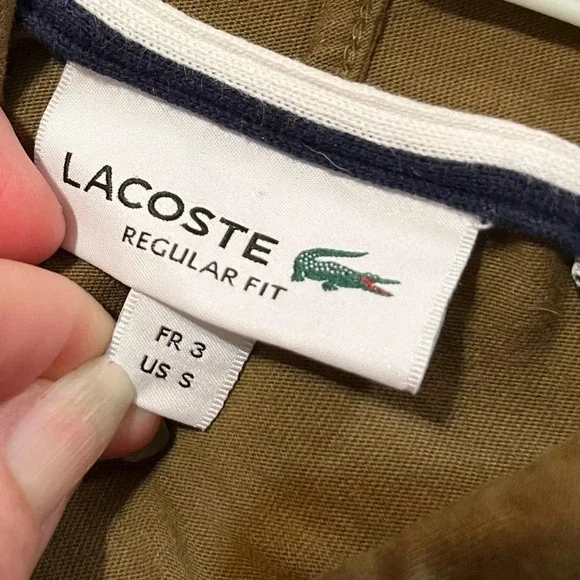 LACOSTE
REGULAR FIT
FR 3
US S